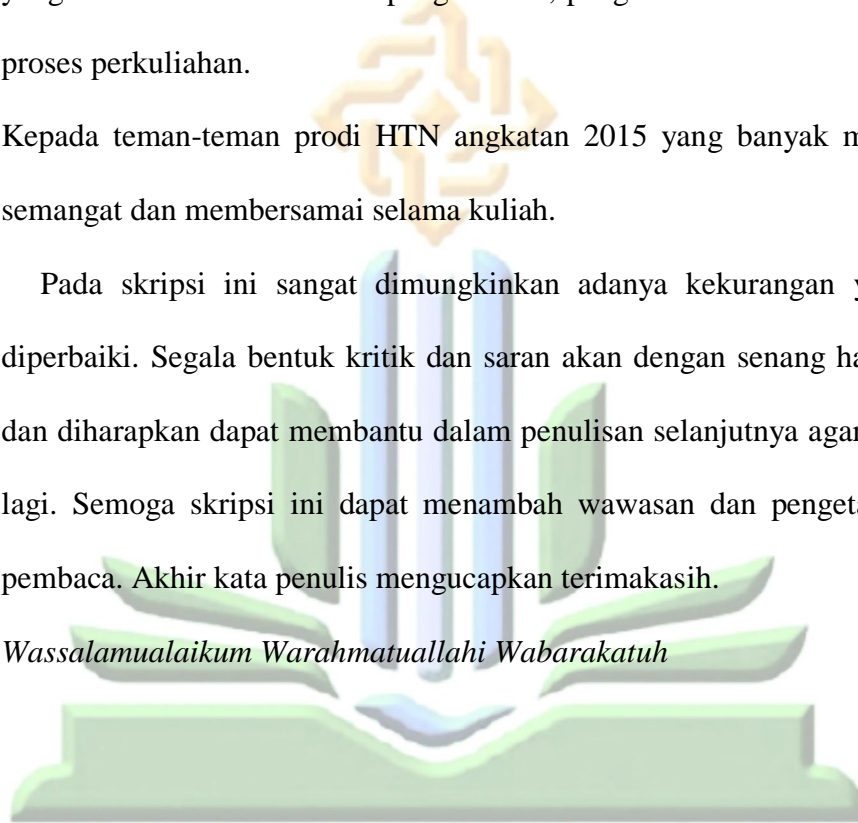 proses perkuliahan.
Kepada teman-teman prodi HTN angkatan 2015 yang banyak
semangat dan membersamai selama kuliah.
Pada skripsi ini sangat dimungkinkan adanya kekurangan
diperbaiki. Segala bentuk kritik dan saran akan dengan senang
dan diharapkan dapat membantu dalam penulisan selanjutnya agar
lagi. Semoga skripsi ini dapat menambah wawasan dan
pembaca. Akhir kata penulis mengucapkan terimakasih.
Wassalamualaikum Warahmatuallahi Wabarakatuh